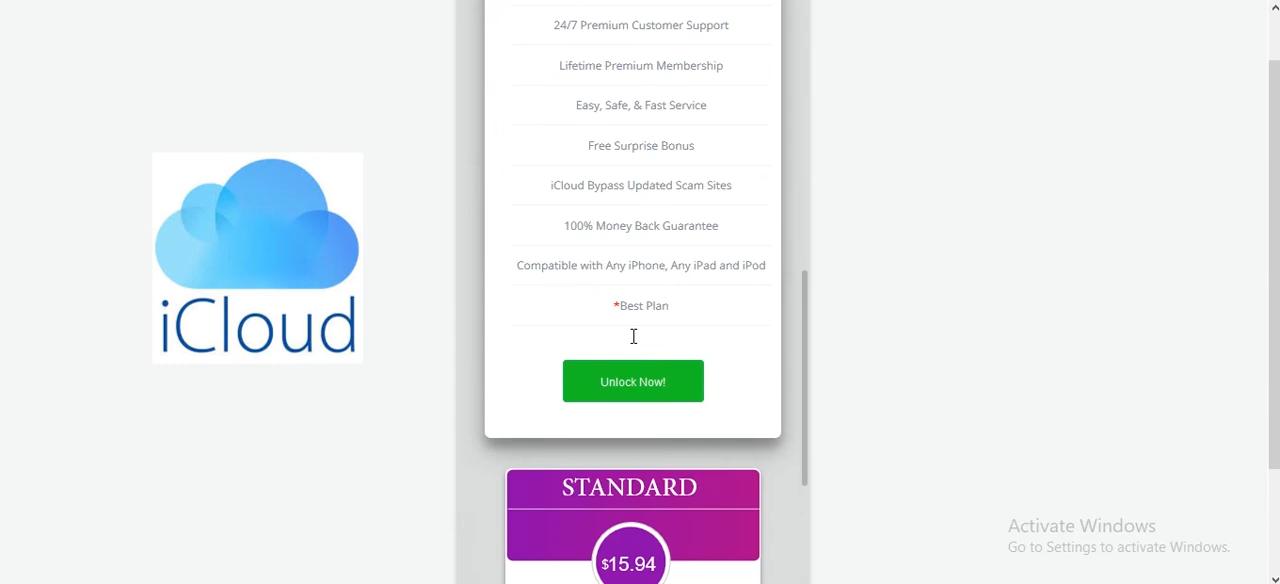 24/7 Premium Customer Support
Lifetime Premium Membership
Easy, Safe, & Fast Service
Free Surprise Bonus
iCloud Bypass Updated Scam Sites
100% Money Back Guarantee
Compatible with Any iPhone, Any iPad and iPod
*Best Plan
Unlock Now!
iCloud
STANDARD
$15.94
Activate Windows
Go to Settings to activate Windows.